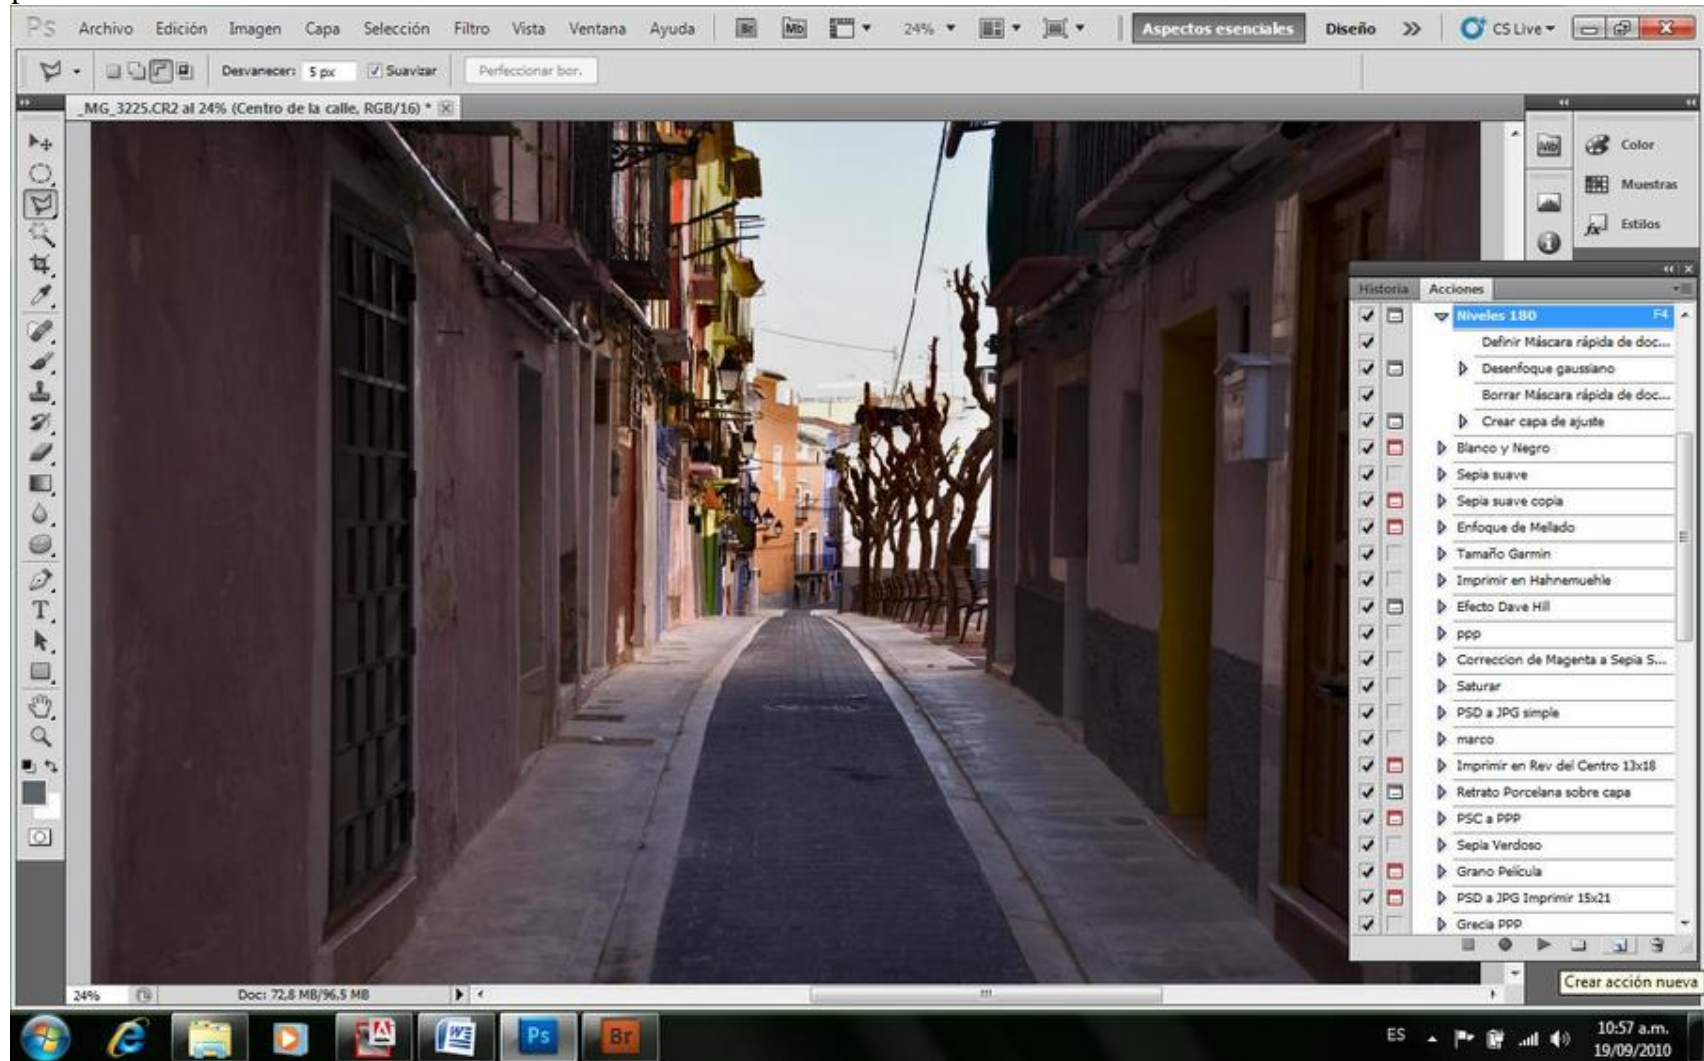 Ps Archivo Edición Imagen Capa Selección Filtro Vista Ventana Ayuda Br Mb 24% Aspectos esenciales Diseño CS Live
Desvanecer: 5 px Suavizar Perfeccionar bor.
_MG_3225.CR2 al 24% (Centro de la calle, RGB/16) *
Mb Color
Muestras
Estilos
Historia Acciones
Niveles 180 F4
Definir Máscara rápida de doc...
Desenfoque gaussiano
Borrar Máscara rápida de doc...
Crear capa de ajuste
Blanco y Negro
Sepia suave
Sepia suave copia
Enfoque de Mellado
Tamaño Garmin
Imprimir en Hahnemuehle
Efecto Dave Hill
ppp
Correccion de Magenta a Sepia S...
Saturar
PSD a JPG simple
marco
Imprimir en Rev del Centro 13x18
Retrato Porcelana sobre capa
PSC a PPP
Sepia Verdoso
Grano Película
PSD a JPG Imprimir 15x21
Grecia PPP
Crear acción nueva
24% Doc: 72,8 MB/96,5 MB
Ps Br ES 10:57 a.m.
19/09/2010